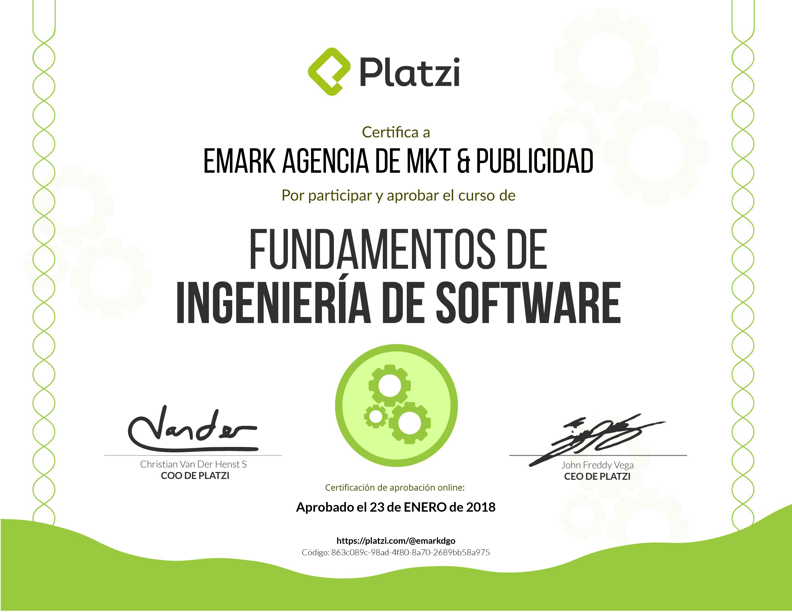 Platzi
Certifica a
EMARK AGENCIA DE MKT & PUBLICIDAD
Por participar y aprobar el curso de
FUNDAMENTOS DE
INGENIERÍA DE SOFTWARE
Vander
Christian Van Der Henst S
COO DE PLATZI
John Freddy Vega
CEO DE PLATZI
Certificación de aprobación online:
Aprobado el 23 de ENERO de 2018
https://platzi.com/@emarkdgo
Código: 863c089c-98ad-4f80-8a70-2689bb58a975